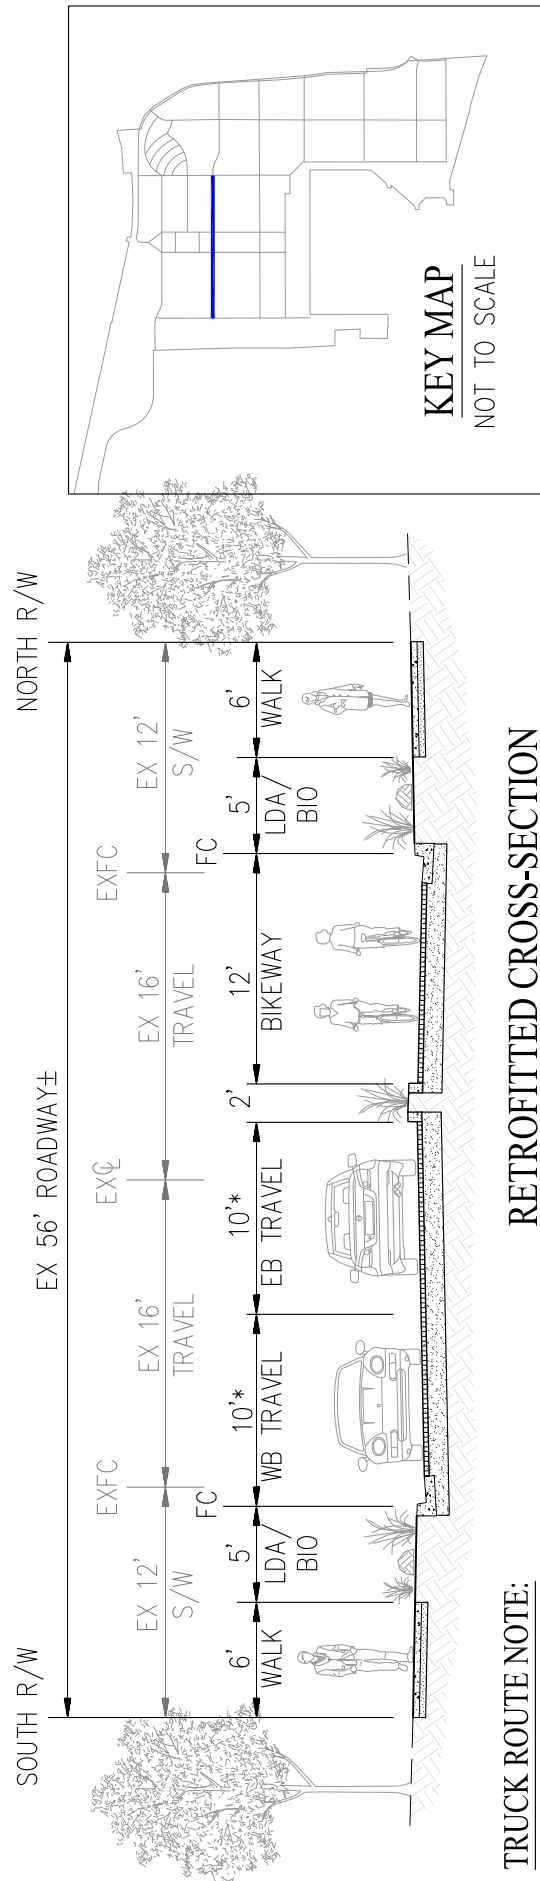 SOUTH R/W
NORTH R/W
EX 56' ROADWAY±
EX 12'
S/W
EXFC
EX 16'
TRAVEL
EX℄
EX 16'
TRAVEL
EXFC
EX 12'
S/W
FC
FC
6'
WALK
5'
LDA/
BIO
10'*
WB TRAVEL
10'*
EB TRAVEL
2'
12'
BIKEWAY
5'
LDA/
BIO
6'
WALK
RETROFITTED CROSS-SECTION
TRUCK ROUTE NOTE:
KEY MAP
NOT TO SCALE